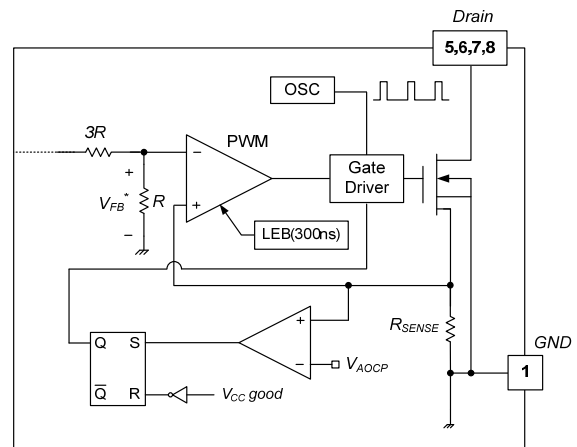 Drain
5,6,7,8
OSC
3R
PWM
−
+
Gate
Driver
+
V_FB*
R
−
LEB(300ns)
+
R_SENSE
GND
Q
S
−
V_AOCP
1
Q̅
R
V_CC good